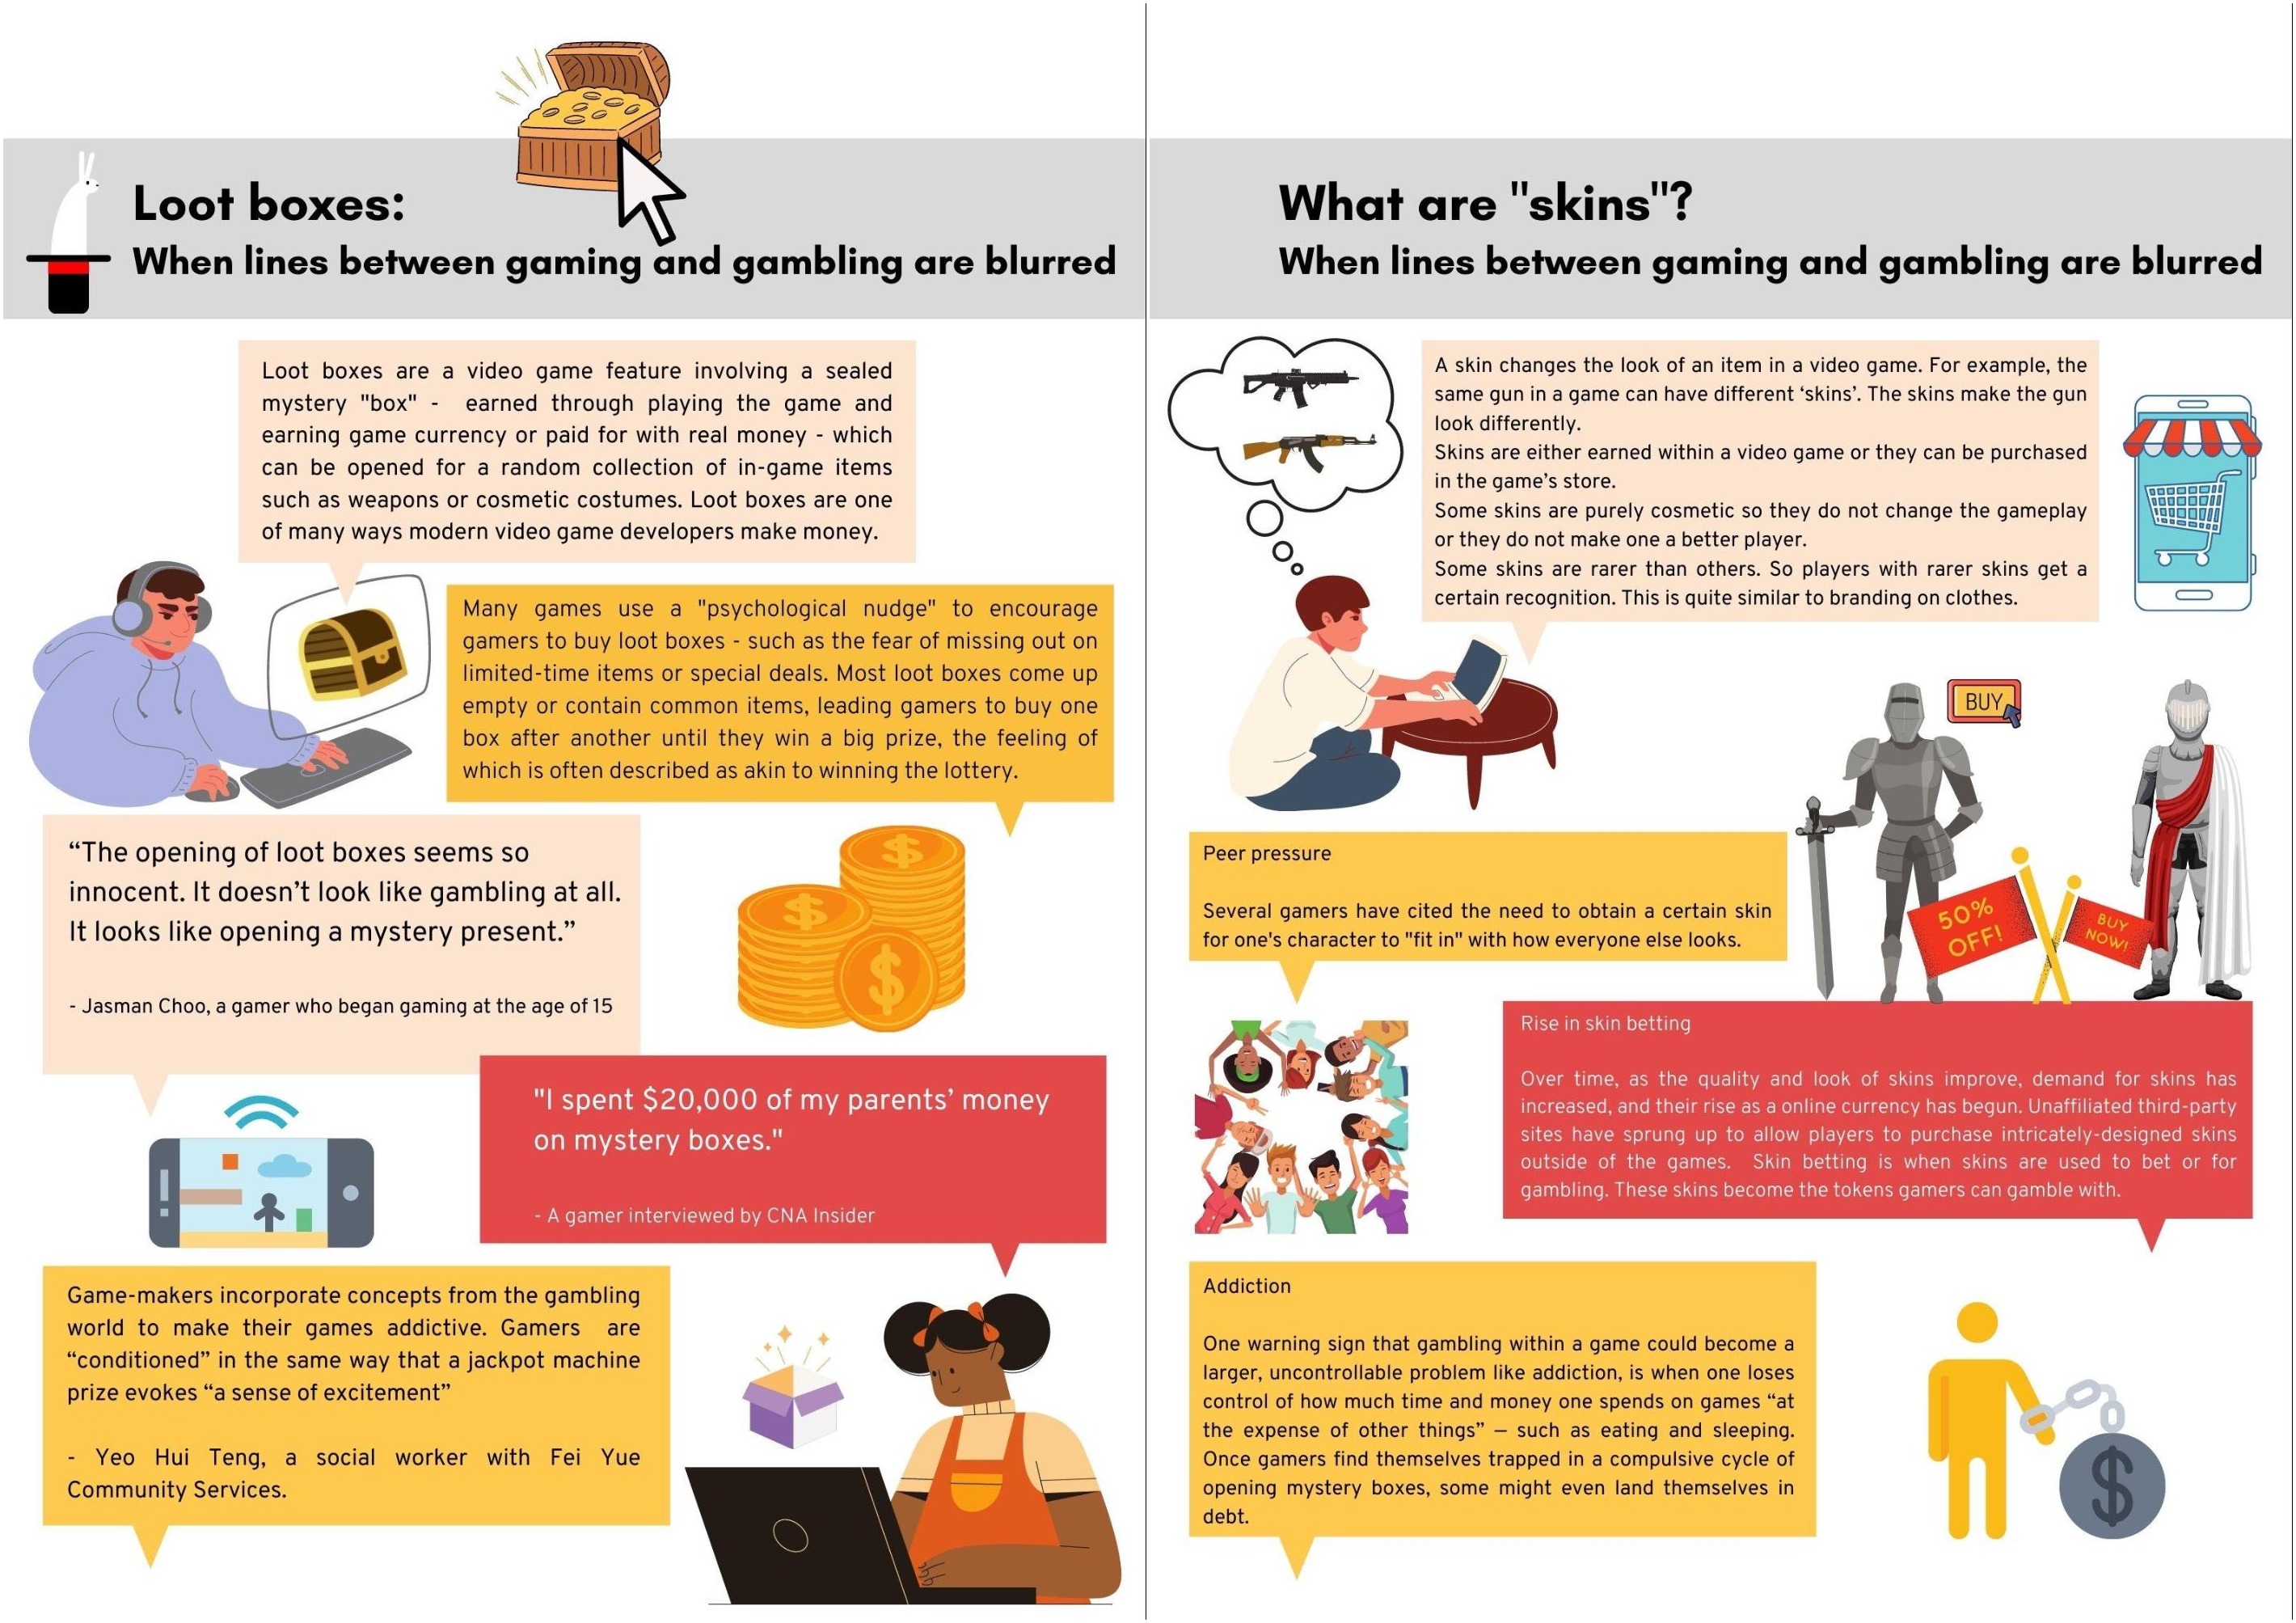 Loot boxes:
When lines between gaming and gambling are blurred
Loot boxes are a video game feature involving a sealed
mystery "box" - earned through playing the game and
earning game currency or paid for with real money - which
can be opened for a random collection of in-game items
such as weapons or cosmetic costumes. Loot boxes are one
of many ways modern video game developers make money.
Many games use a "psychological nudge" to encourage
gamers to buy loot boxes - such as the fear of missing out on
limited-time items or special deals. Most loot boxes come up
empty or contain common items, leading gamers to buy one
box after another until they win a big prize, the feeling of
which is often described as akin to winning the lottery.
“The opening of loot boxes seems so
innocent. It doesn’t look like gambling at all.
It looks like opening a mystery present.”
- Jasman Choo, a gamer who began gaming at the age of 15
$
$
$
"I spent $20,000 of my parents’ money
on mystery boxes."
- A gamer interviewed by CNA Insider
Game-makers incorporate concepts from the gambling
world to make their games addictive. Gamers are
“conditioned” in the same way that a jackpot machine
prize evokes “a sense of excitement”
- Yeo Hui Teng, a social worker with Fei Yue
Community Services.
What are "skins"?
When lines between gaming and gambling are blurred
A skin changes the look of an item in a video game. For example, the
same gun in a game can have different ‘skins’. The skins make the gun
look differently.
Skins are either earned within a video game or they can be purchased
in the game’s store.
Some skins are purely cosmetic so they do not change the gameplay
or they do not make one a better player.
Some skins are rarer than others. So players with rarer skins get a
certain recognition. This is quite similar to branding on clothes.
BUY
50%
OFF!
BUY
NOW!
Peer pressure
Several gamers have cited the need to obtain a certain skin
for one's character to "fit in" with how everyone else looks.
Rise in skin betting
Over time, as the quality and look of skins improve, demand for skins has
increased, and their rise as a online currency has begun. Unaffiliated third-party
sites have sprung up to allow players to purchase intricately-designed skins
outside of the games. Skin betting is when skins are used to bet or for
gambling. These skins become the tokens gamers can gamble with.
Addiction
One warning sign that gambling within a game could become a
larger, uncontrollable problem like addiction, is when one loses
control of how much time and money one spends on games “at
the expense of other things” — such as eating and sleeping.
Once gamers find themselves trapped in a compulsive cycle of
opening mystery boxes, some might even land themselves in
debt.
$